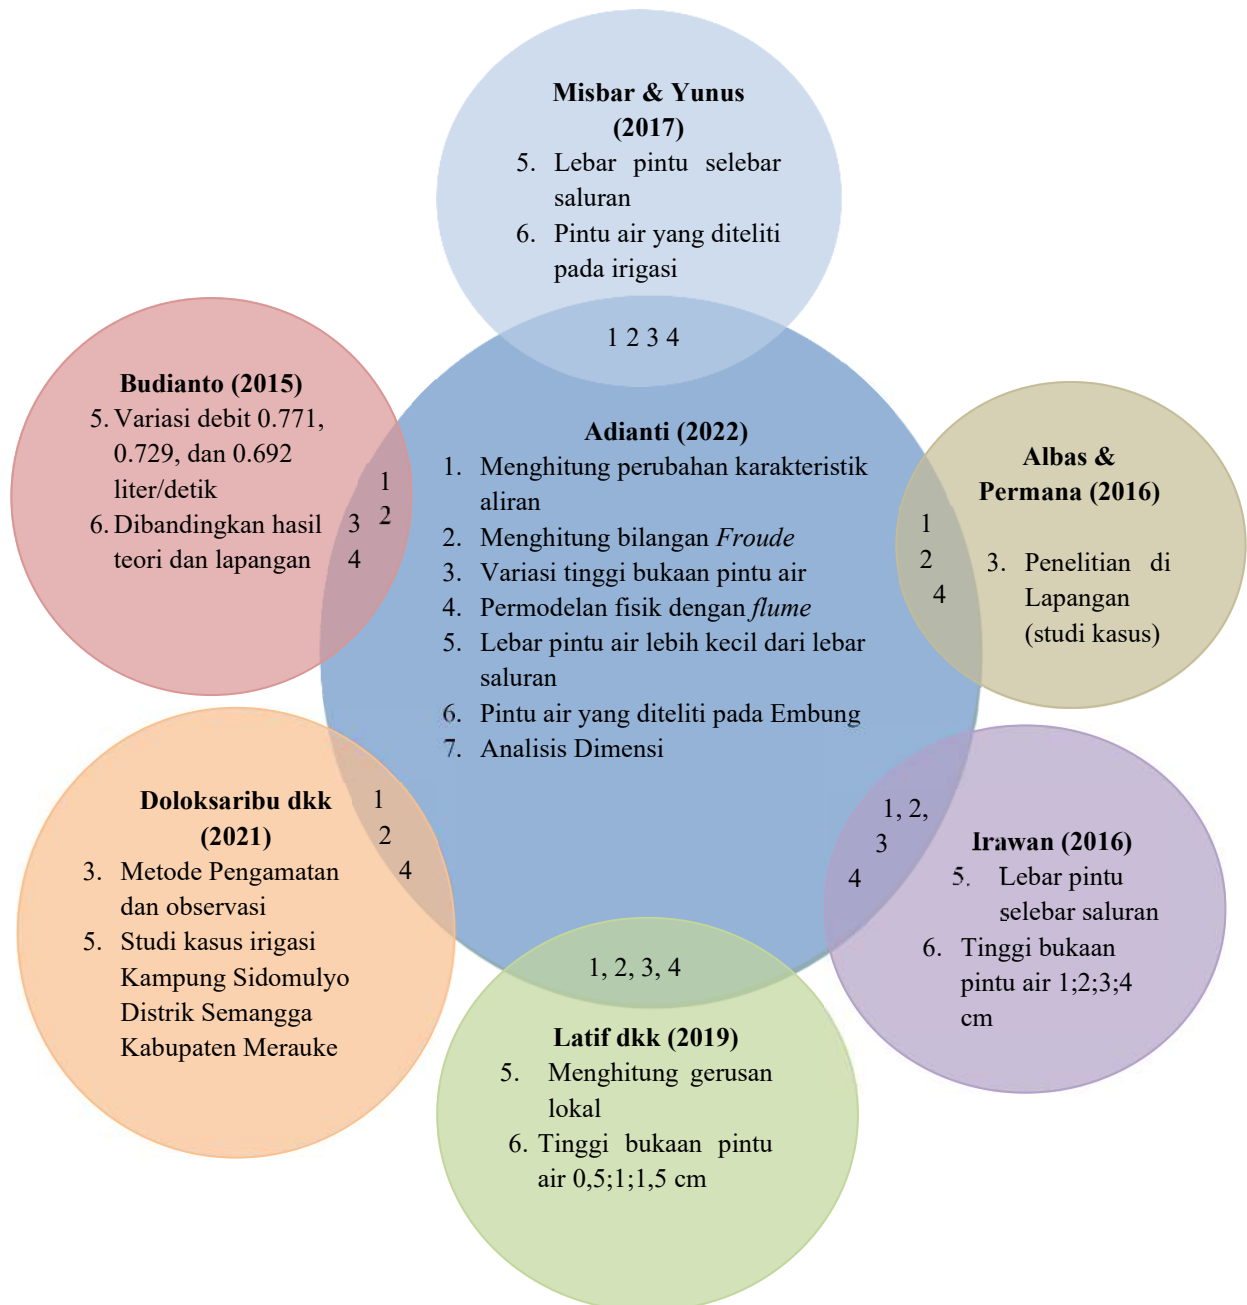 Misbar & Yunus
(2017)
5. Lebar pintu selebar
saluran
6. Pintu air yang diteliti
pada irigasi
1 2 3 4
Budianto (2015)
5. Variasi debit 0.771,
0.729, dan 0.692
liter/detik
6. Dibandingkan hasil
teori dan lapangan
1
2
3
4
Adianti (2022)
1. Menghitung perubahan karakteristik
aliran
2. Menghitung bilangan Froude
3. Variasi tinggi bukaan pintu air
4. Permodelan fisik dengan flume
5. Lebar pintu air lebih kecil dari lebar
saluran
6. Pintu air yang diteliti pada Embung
7. Analisis Dimensi
Albas &
Permana (2016)
3. Penelitian di
Lapangan
(studi kasus)
1
2
4
Doloksaribu dkk
(2021)
3. Metode Pengamatan
dan observasi
5. Studi kasus irigasi
Kampung Sidomulyo
Distrik Semangga
Kabupaten Merauke
1
2
4
1, 2,
3
4
Irawan (2016)
5. Lebar pintu
selebar saluran
6. Tinggi bukaan
pintu air 1;2;3;4
cm
1, 2, 3, 4
Latif dkk (2019)
5. Menghitung gerusan
lokal
6. Tinggi bukaan pintu
air 0,5;1;1,5 cm